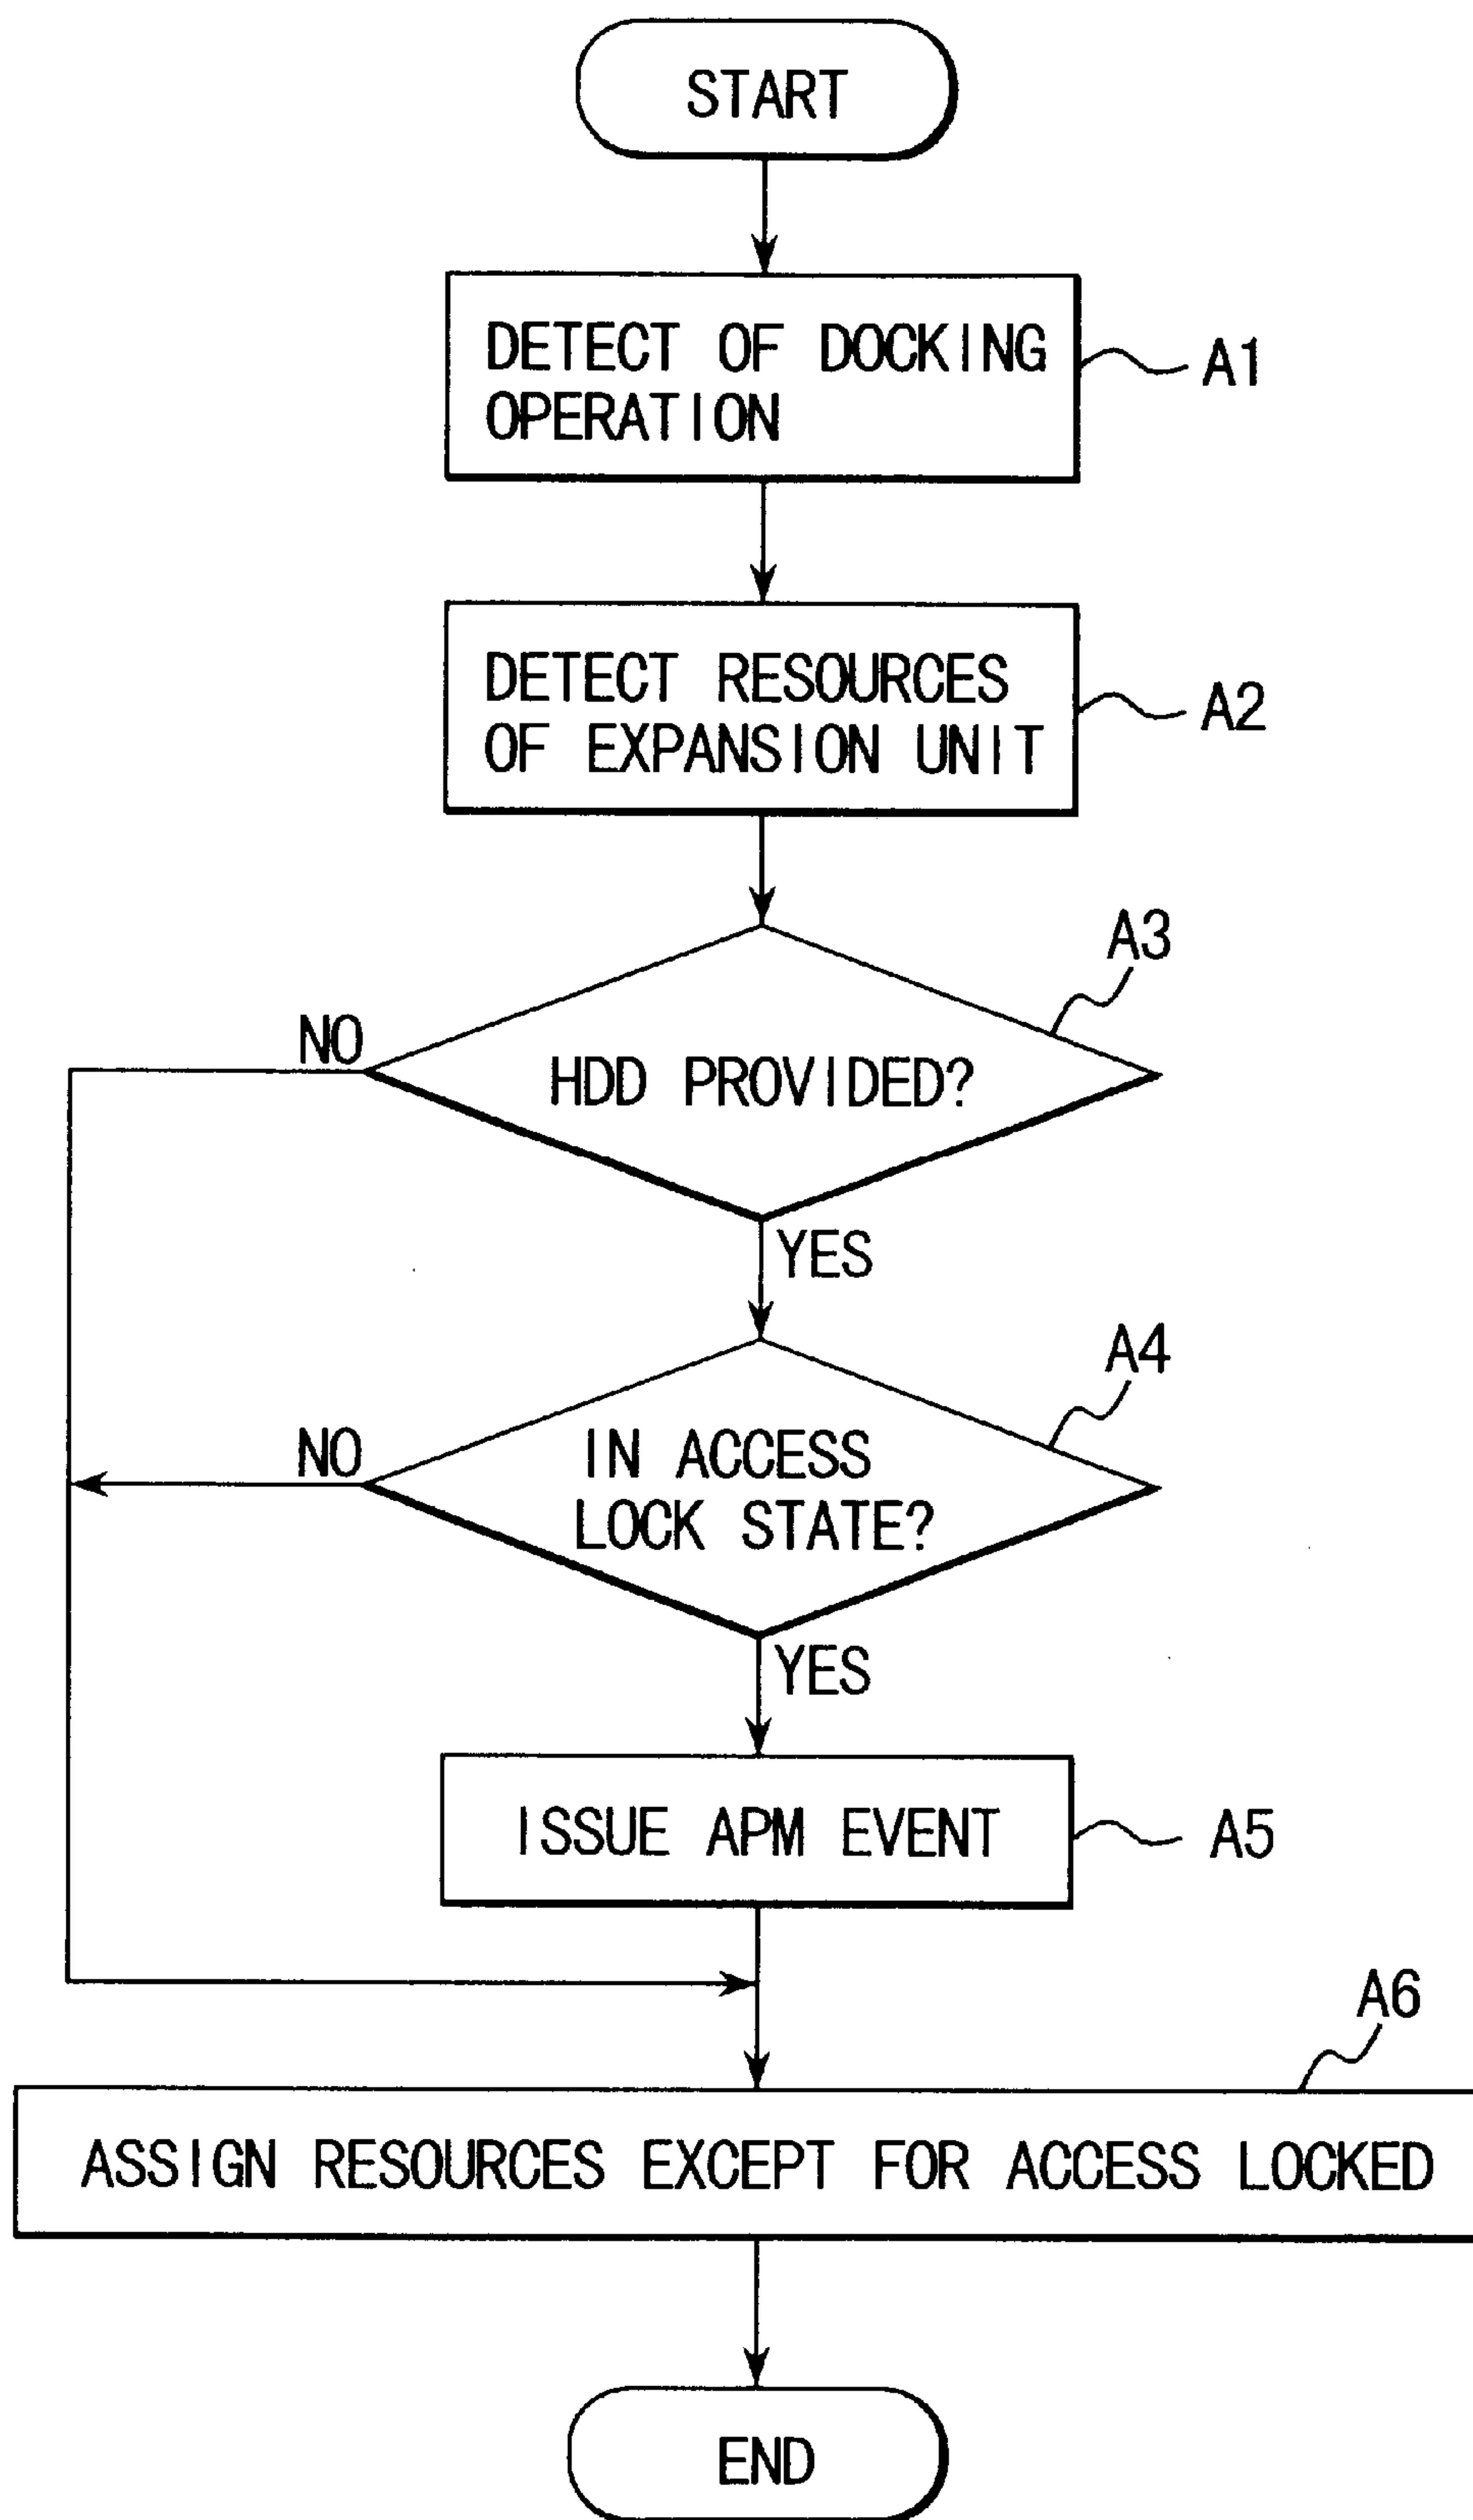 START
DETECT OF DOCKING
OPERATION
A1
DETECT RESOURCES
OF EXPANSION UNIT
A2
A3
NO
HDD PROVIDED?
YES
A4
NO
IN ACCESS
LOCK STATE?
YES
ISSUE APM EVENT
A5
A6
ASSIGN RESOURCES EXCEPT FOR ACCESS LOCKED
END